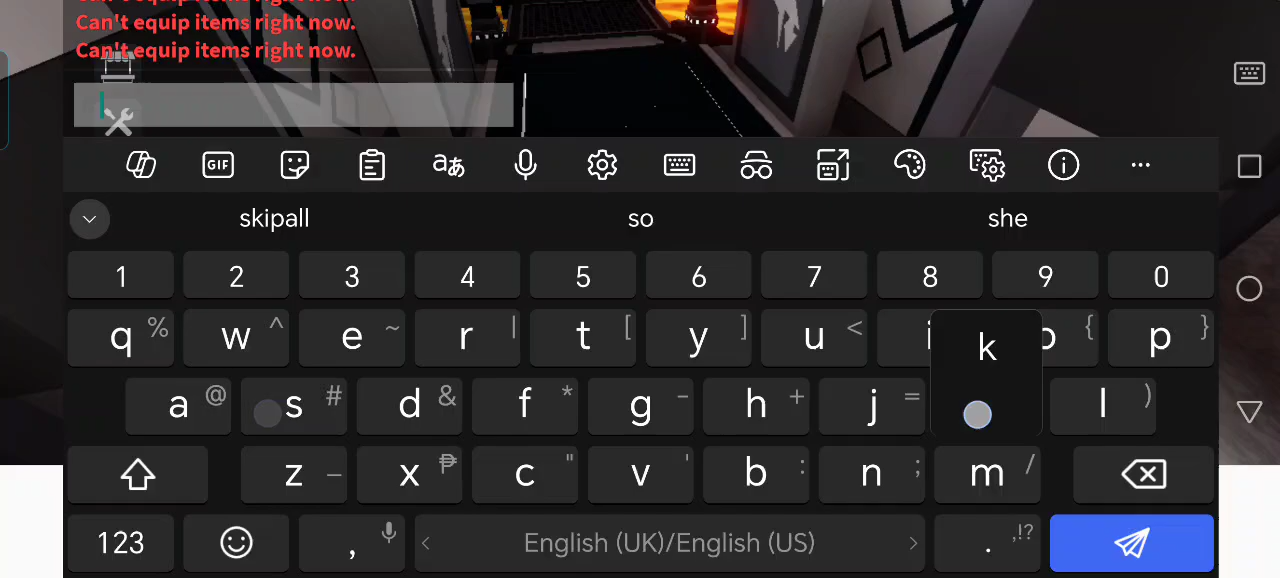 Can't equip items right now.
Can't equip items right now.
GIF
skipall so she
1 2 3 4 5 6 7 8 9 0
q % w ^ e ~ r | t [ y ] u < i o { p }
k
a @ s # d & f * g - h + j = l )
z _ x ₱ c " v ' b : n ; m /
123 , < English (UK)/English (US) > . ,!?